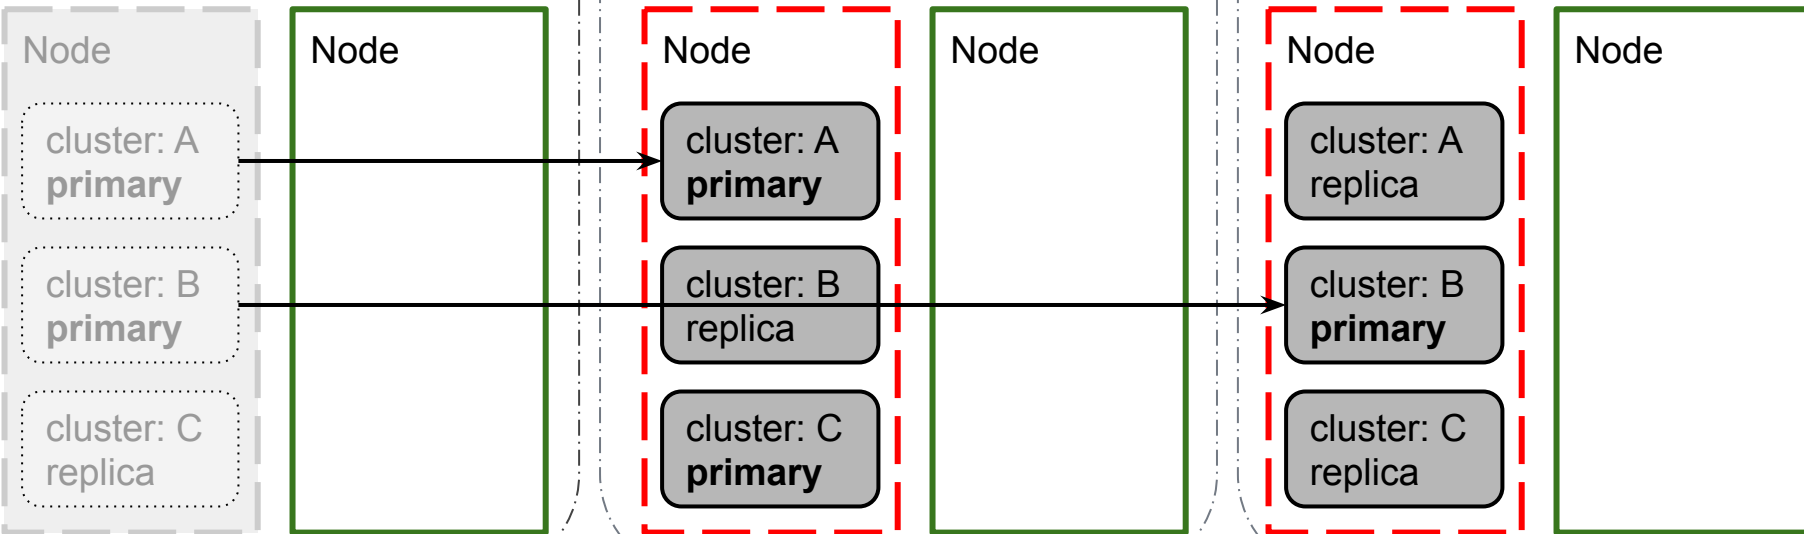 Node
cluster: A
primary
cluster: B
primary
cluster: C
replica
Node
Node
cluster: A
primary
cluster: B
replica
cluster: C
primary
Node
Node
cluster: A
replica
cluster: B
primary
cluster: C
replica
Node